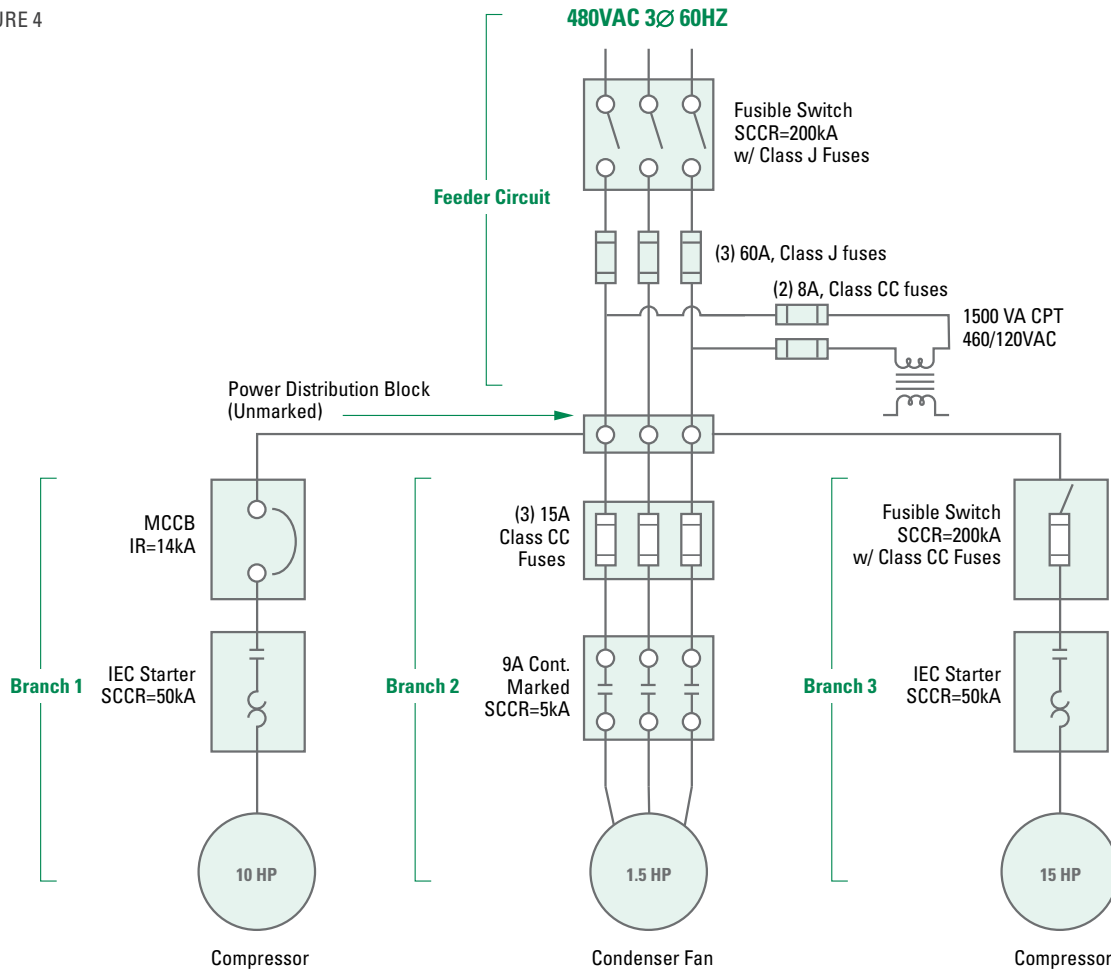 URE 4
480VAC 3Ø 60HZ
Fusible Switch
SCCR=200kA
w/ Class J Fuses
Feeder Circuit
(3) 60A, Class J fuses
(2) 8A, Class CC fuses
1500 VA CPT
460/120VAC
Power Distribution Block
(Unmarked)
MCCB
IR=14kA
(3) 15A
Class CC
Fuses
Fusible Switch
SCCR=200kA
w/ Class CC Fuses
Branch 1
IEC Starter
SCCR=50kA
Branch 2
9A Cont.
Marked
SCCR=5kA
Branch 3
IEC Starter
SCCR=50kA
10 HP
1.5 HP
15 HP
Compressor
Condenser Fan
Compressor